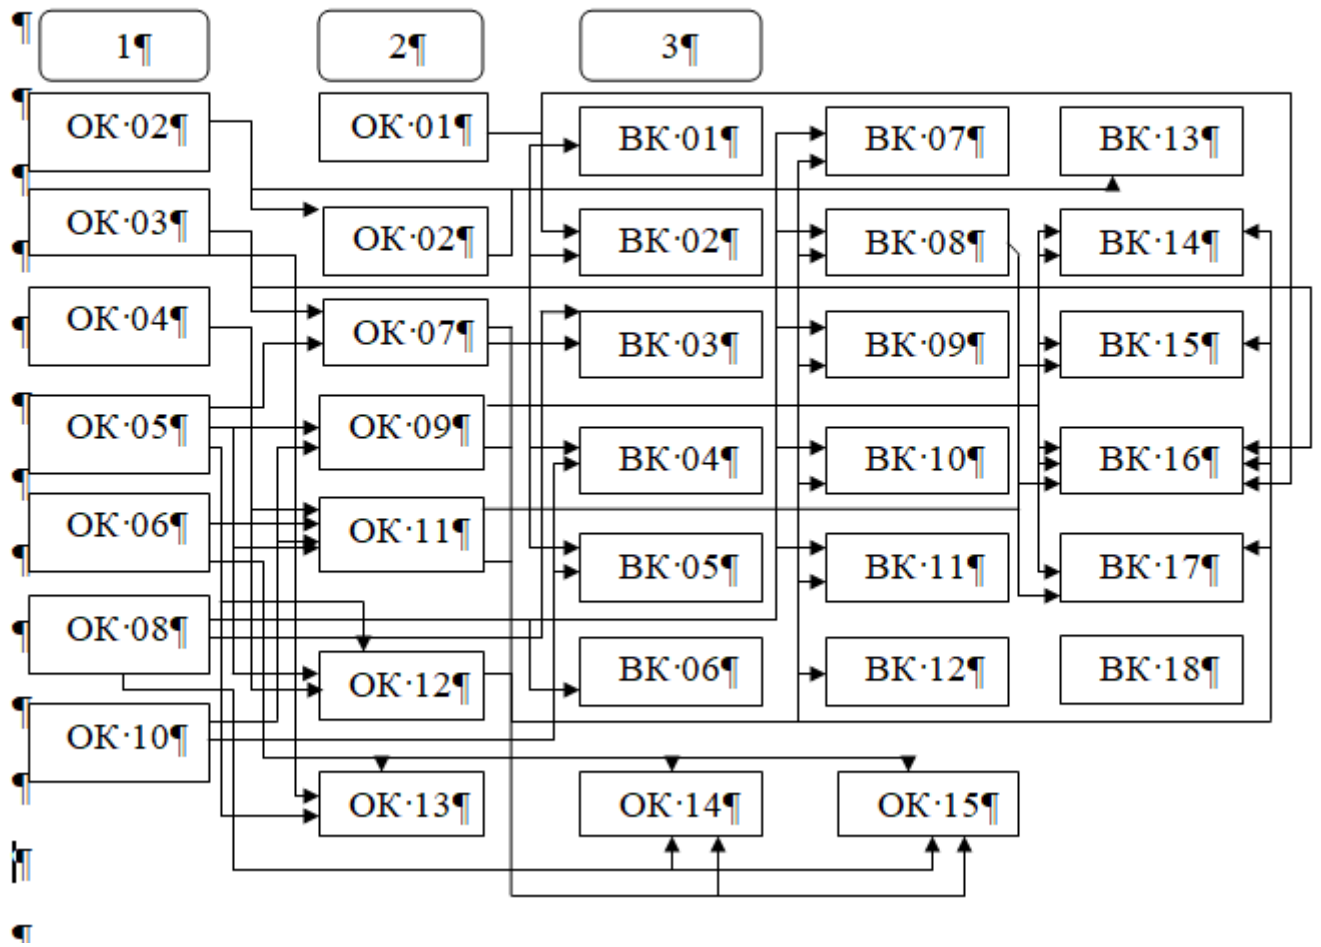 ¶
1¶
2¶
3¶
¶
ОК·02¶
ОК·01¶
ВК·01¶
ВК·07¶
ВК·13¶
¶
ОК·03¶
ОК·02¶
ВК·02¶
ВК·08¶
ВК·14¶
¶
ОК·04¶
ОК·07¶
ВК·03¶
ВК·09¶
ВК·15¶
¶
¶
ОК·05¶
ОК·09¶
ВК·04¶
ВК·10¶
ВК·16¶
¶
ОК·06¶
ОК·11¶
ВК·05¶
ВК·11¶
ВК·17¶
¶
¶
ОК·08¶
ОК·12¶
ВК·06¶
ВК·12¶
ВК·18¶
¶
ОК·10¶
¶
ОК·13¶
ОК·14¶
ОК·15¶
¶
¶